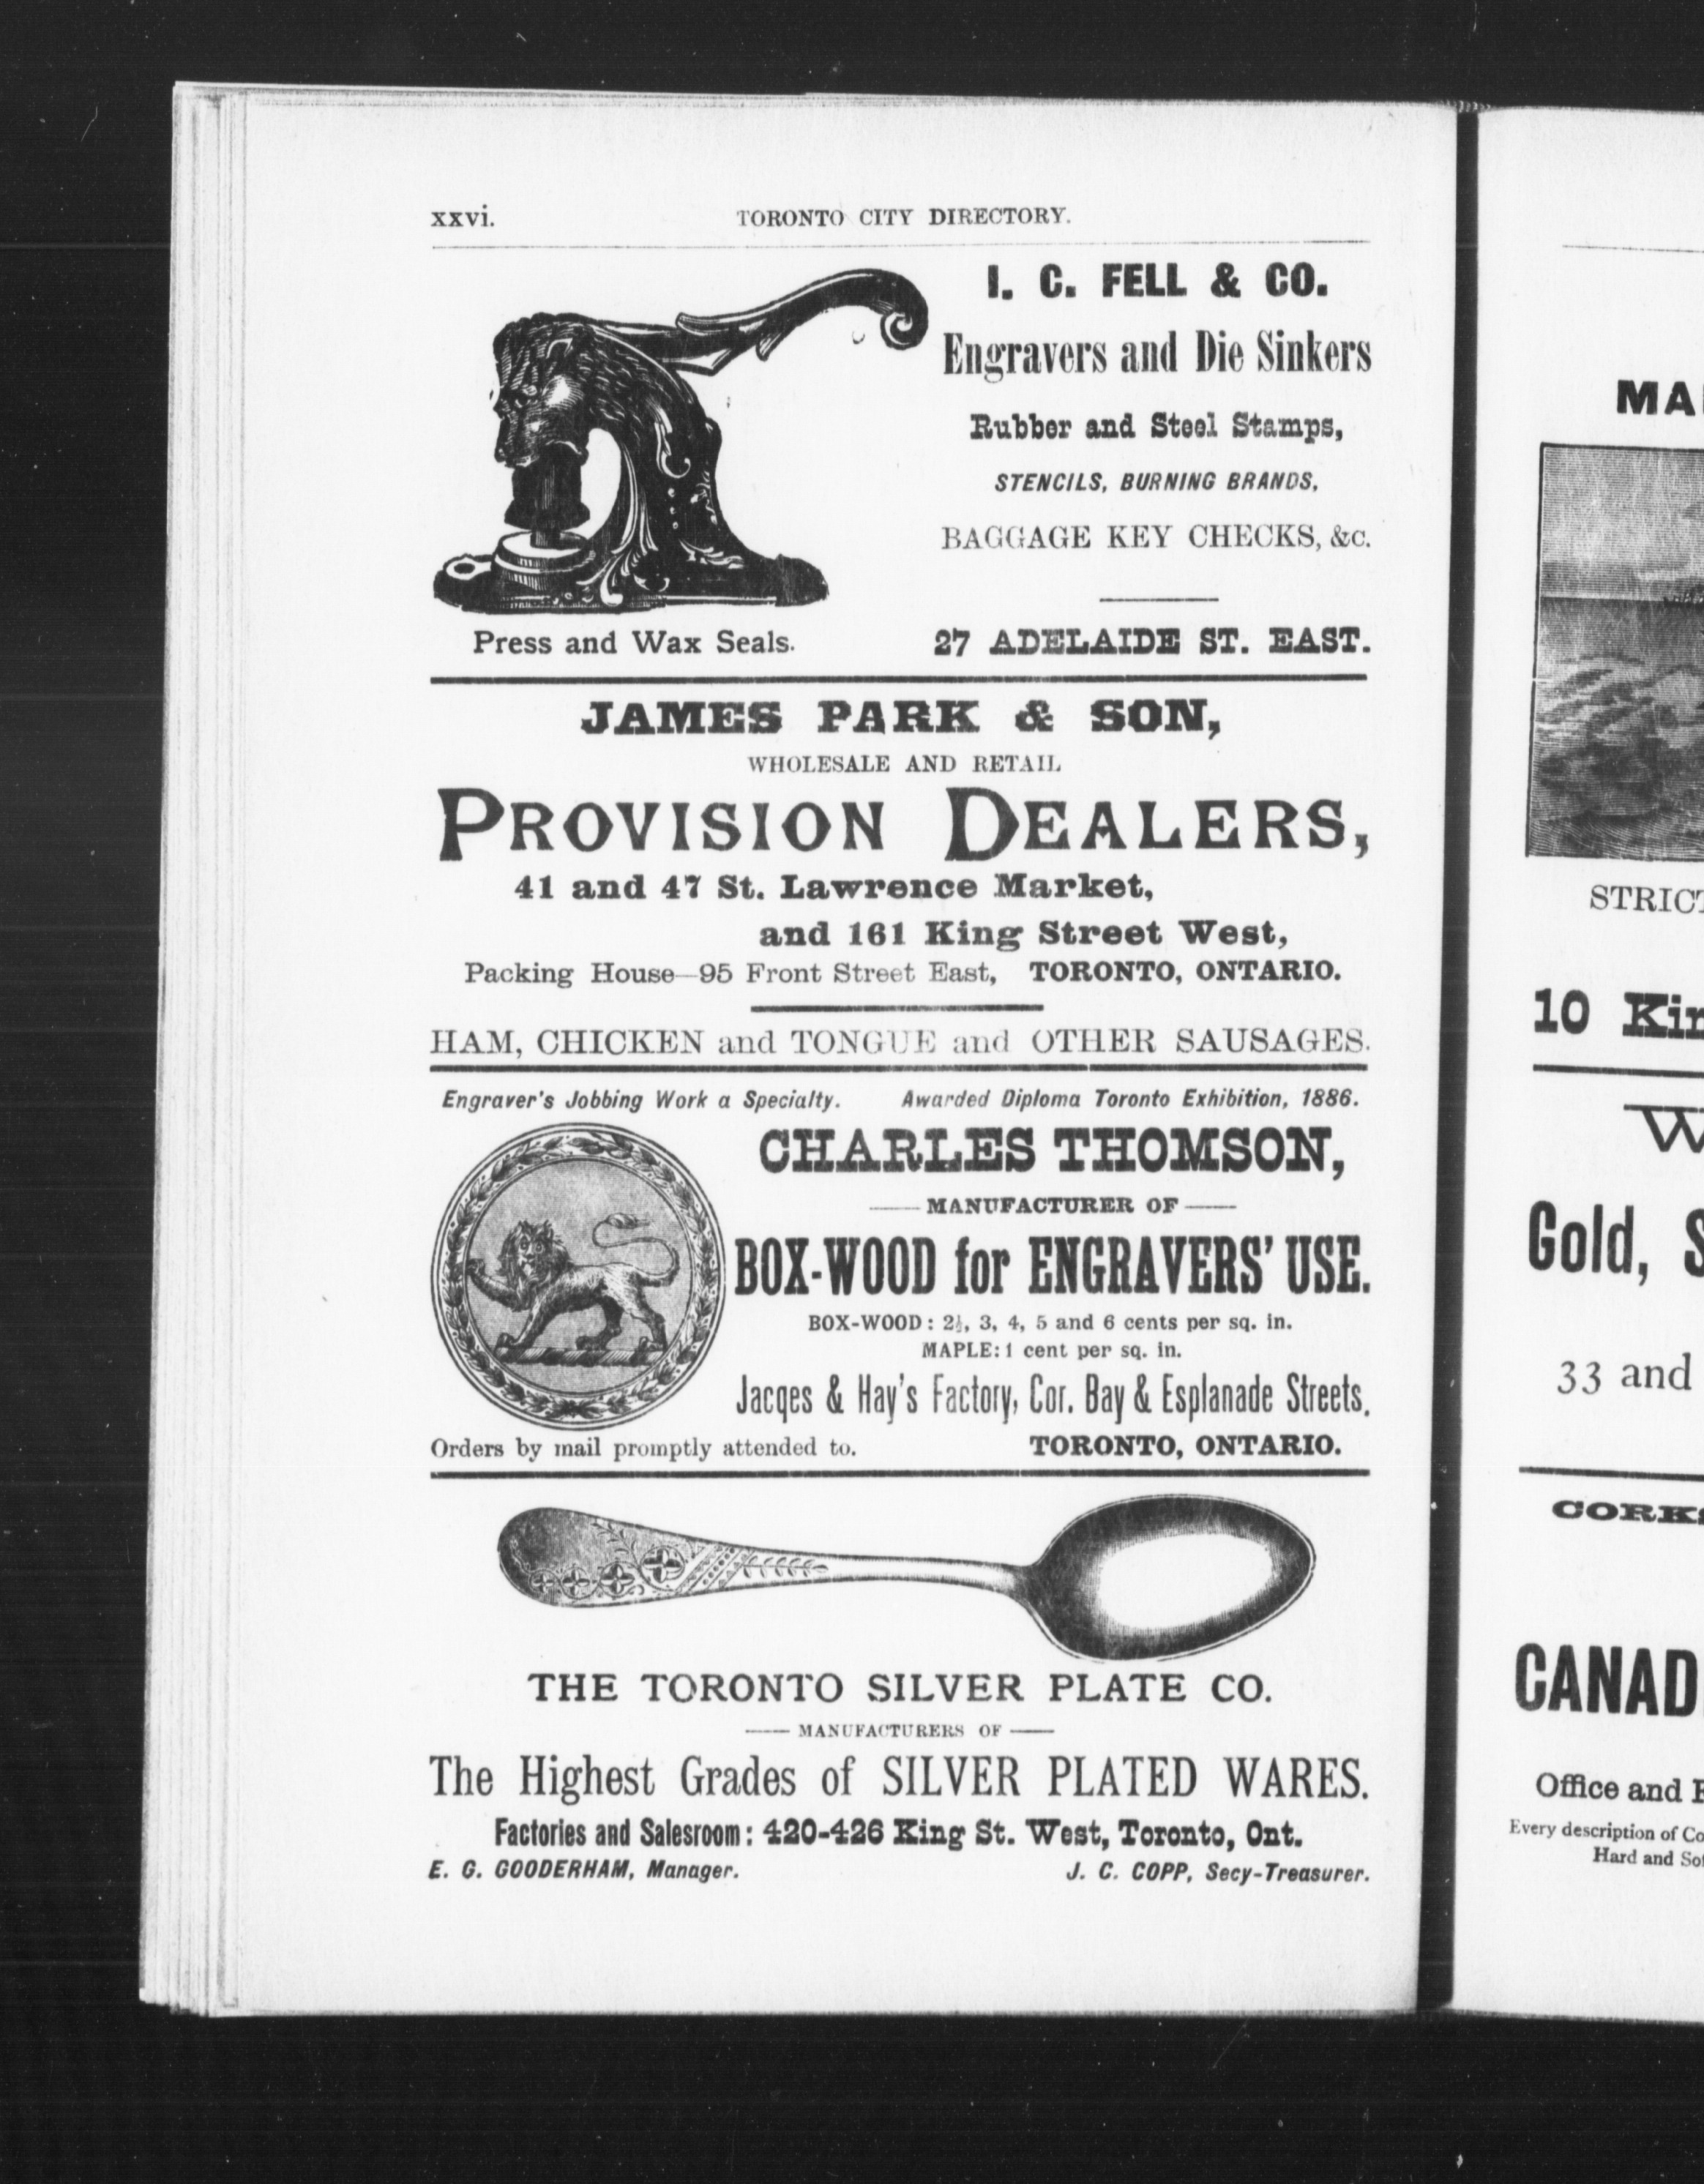 xxvi. TORONTO CITY DIRECTORY.
I. C. FELL & CO.
Engravers and Die Sinkers
Rubber and Steel Stamps,
STENCILS, BURNING BRANDS,
BAGGAGE KEY CHECKS, &c.
Press and Wax Seals. 27 ADELAIDE ST. EAST.
JAMES PARK & SON,
WHOLESALE AND RETAIL
PROVISION DEALERS,
41 and 47 St. Lawrence Market,
and 161 King Street West,
Packing House—95 Front Street East, TORONTO, ONTARIO.
HAM, CHICKEN and TONGUE and OTHER SAUSAGES.
Engraver's Jobbing Work a Specialty. Awarded Diploma Toronto Exhibition, 1886.
CHARLES THOMSON,
MANUFACTURER OF
BOX-WOOD for ENGRAVERS' USE.
BOX-WOOD: 2½, 3, 4, 5 and 6 cents per sq. in.
MAPLE: 1 cent per sq. in.
Jacqes & Hay's Factory, Cor. Bay & Esplanade Streets,
Orders by mail promptly attended to. TORONTO, ONTARIO.
THE TORONTO SILVER PLATE CO.
MANUFACTURERS OF
The Highest Grades of SILVER PLATED WARES.
Factories and Salesroom: 420-426 King St. West, Toronto, Ont.
E. G. GOODERHAM, Manager. J. C. COPP, Secy-Treasurer.
10
Gold,
33 and
Office and
Every description of
Hard and